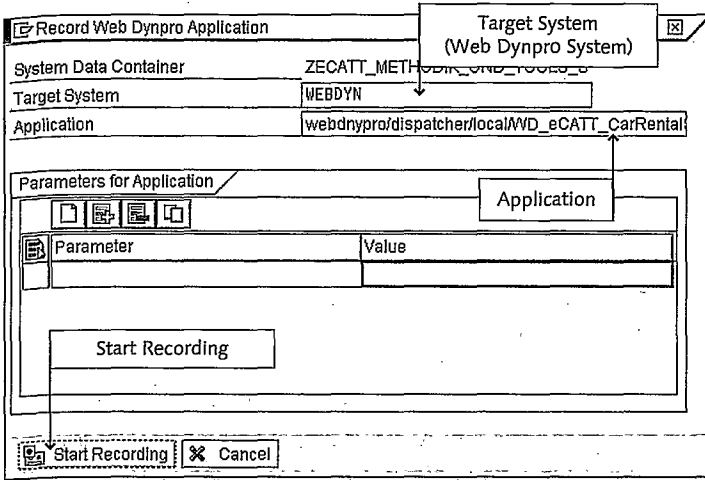 Record Web Dynpro Application
Target System
(Web Dynpro System)
System Data Container ZECATT_METHODIK_UND_TOOLS_B
Target System WEBDYN
Application webdnypro/dispatcher/local/WD_eCATT_CarRental
Parameters for Application
Application
Parameter Value
Start Recording
Start Recording Cancel